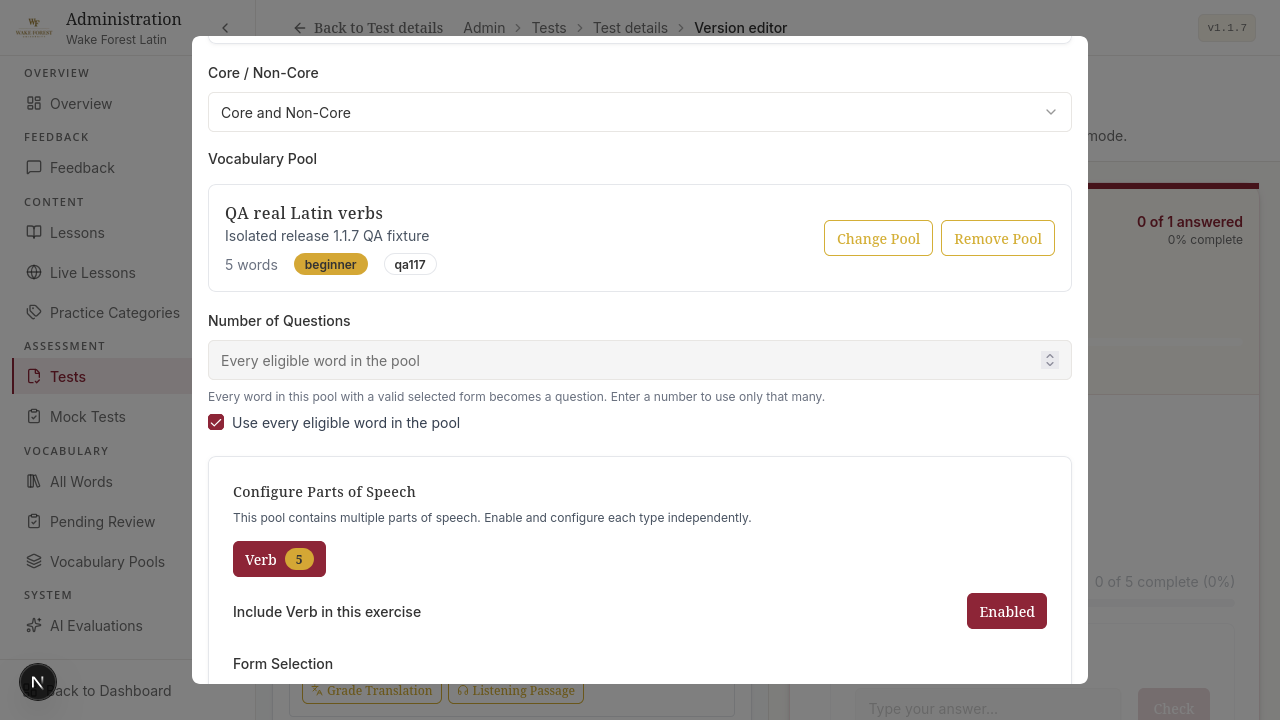 Administration
Wake Forest Latin
WAKE FOREST
Back to Test details
Admin
Tests
Test details
Version editor
v1.1.7
OVERVIEW
Overview
FEEDBACK
Feedback
CONTENT
Lessons
Live Lessons
Practice Categories
ASSESSMENT
Tests
Mock Tests
VOCABULARY
All Words
Pending Review
Vocabulary Pools
SYSTEM
AI Evaluations
Back to Dashboard
N
mode.
0 of 1 answered
0% complete
0 of 5 complete (0%)
Core / Non-Core
Core and Non-Core
Vocabulary Pool
QA real Latin verbs
Isolated release 1.1.7 QA fixture
5 words
beginner
qa117
Change Pool
Remove Pool
Number of Questions
Every eligible word in the pool
Every word in this pool with a valid selected form becomes a question. Enter a number to use only that many.
Use every eligible word in the pool
Configure Parts of Speech
This pool contains multiple parts of speech. Enable and configure each type independently.
Verb 5
Include Verb in this exercise
Enabled
Form Selection
Grade Translation
Listening Passage
Type your answer...
Check